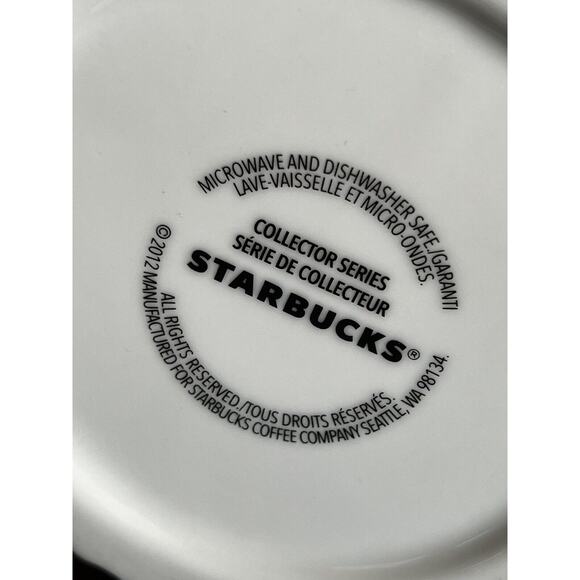 MICROWAVE AND DISHWASHER SAFE./GARANTI
LAVE-VAISSELLE ET MICRO-ONDES.
COLLECTOR SERIES
SÉRIE DE COLLECTEUR
STARBUCKS®
ALL RIGHTS RESERVED./TOUS DROITS RÉSERVÉS.
©2012 MANUFACTURED FOR STARBUCKS COFFEE COMPANY SEATTLE, WA 98134.